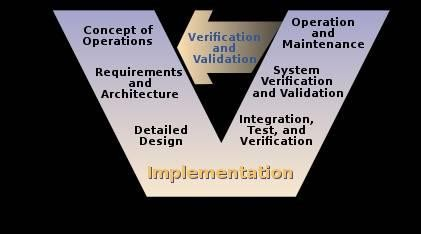 Concept of
Operations
Verification
and
Validation
Operation
and
Maintenance
Requirements
and
Architecture
System
Verification
and Validation
Detailed
Design
Integration,
Test, and
Verification
Implementation